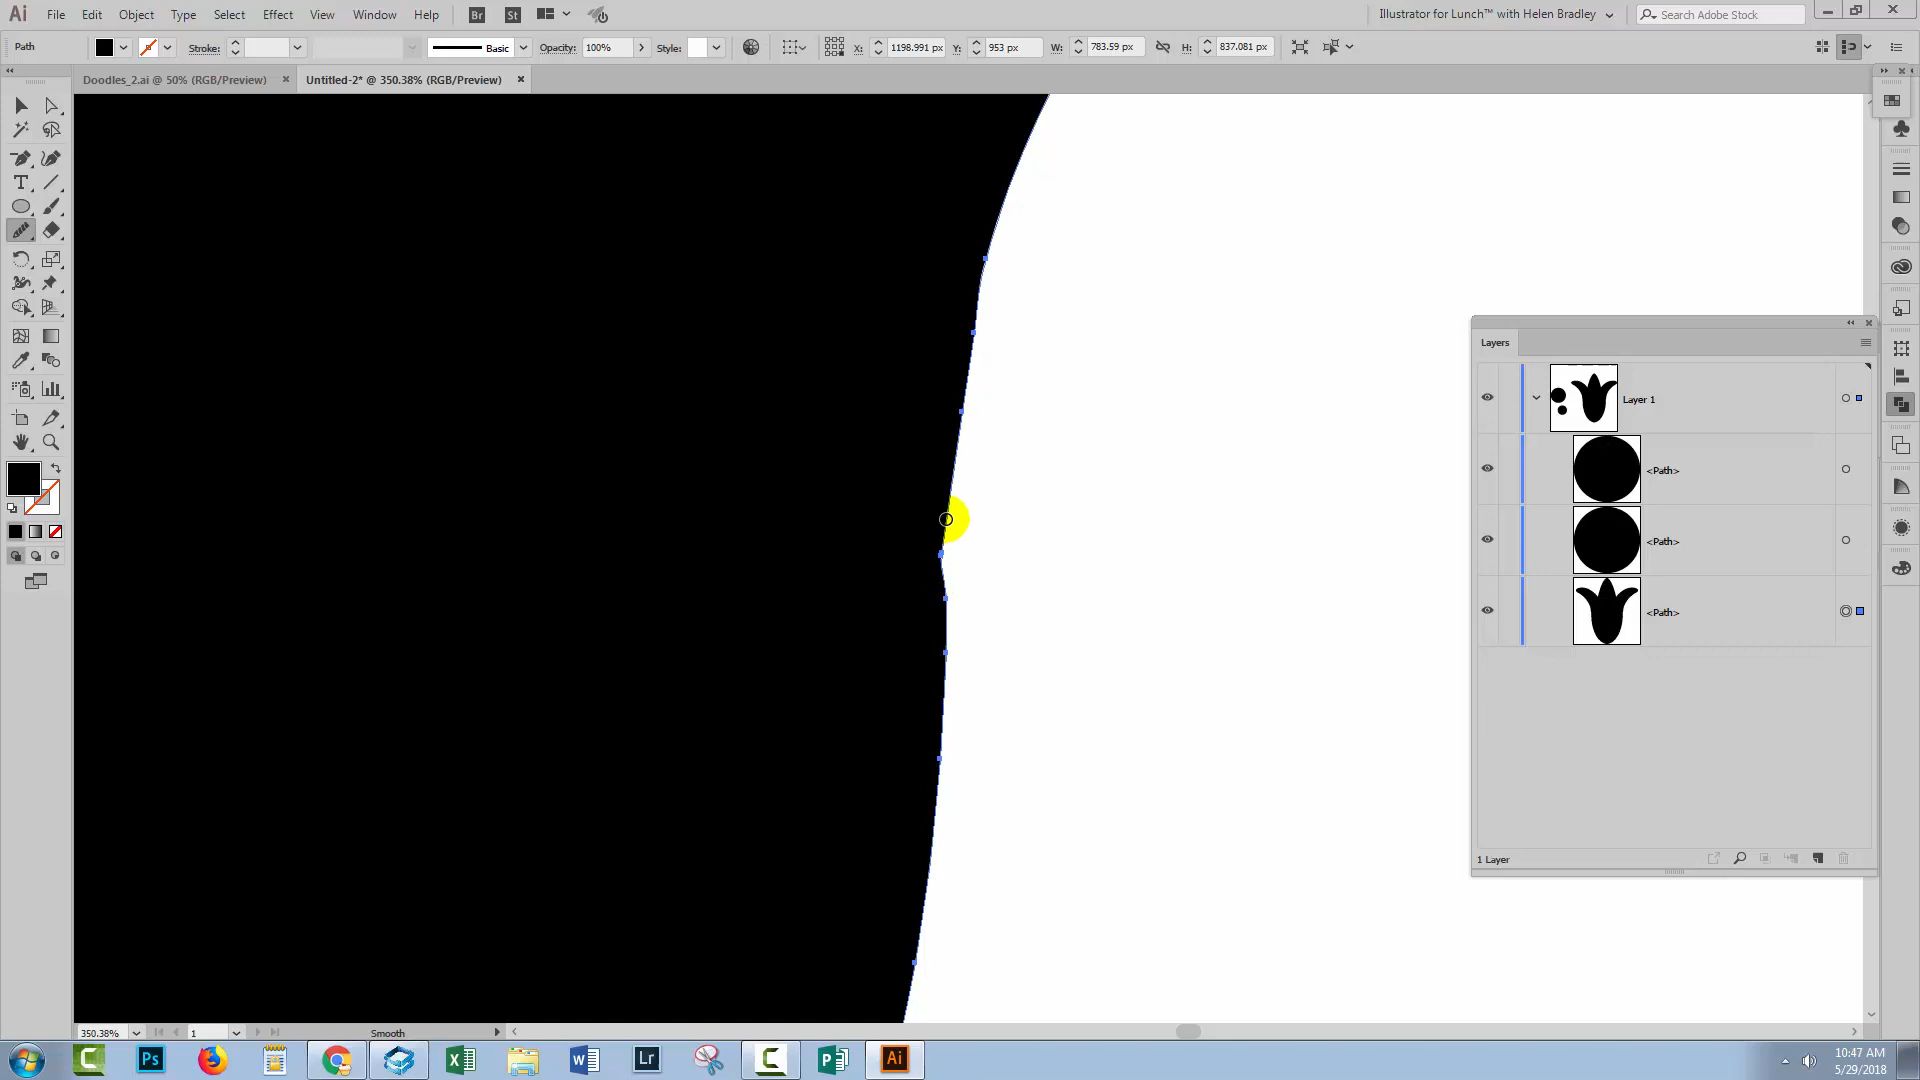 Ai File Edit Object Type Select Effect View Window Help Br St Illustrator for Lunch™ with Helen Bradley Search Adobe Stock
Path Stroke: Basic Opacity: 100% Style: X: 1198.991 px Y: 953 px W: 783.59 px H: 837.081 px
Doodles_2.ai @ 50% (RGB/Preview) Untitled-2* @ 350.38% (RGB/Preview)
Layers
Layer 1
<Path>
<Path>
<Path>
1 Layer
350.38% 1 Smooth
Ps Lr Ai
10:47 AM
5/29/2018